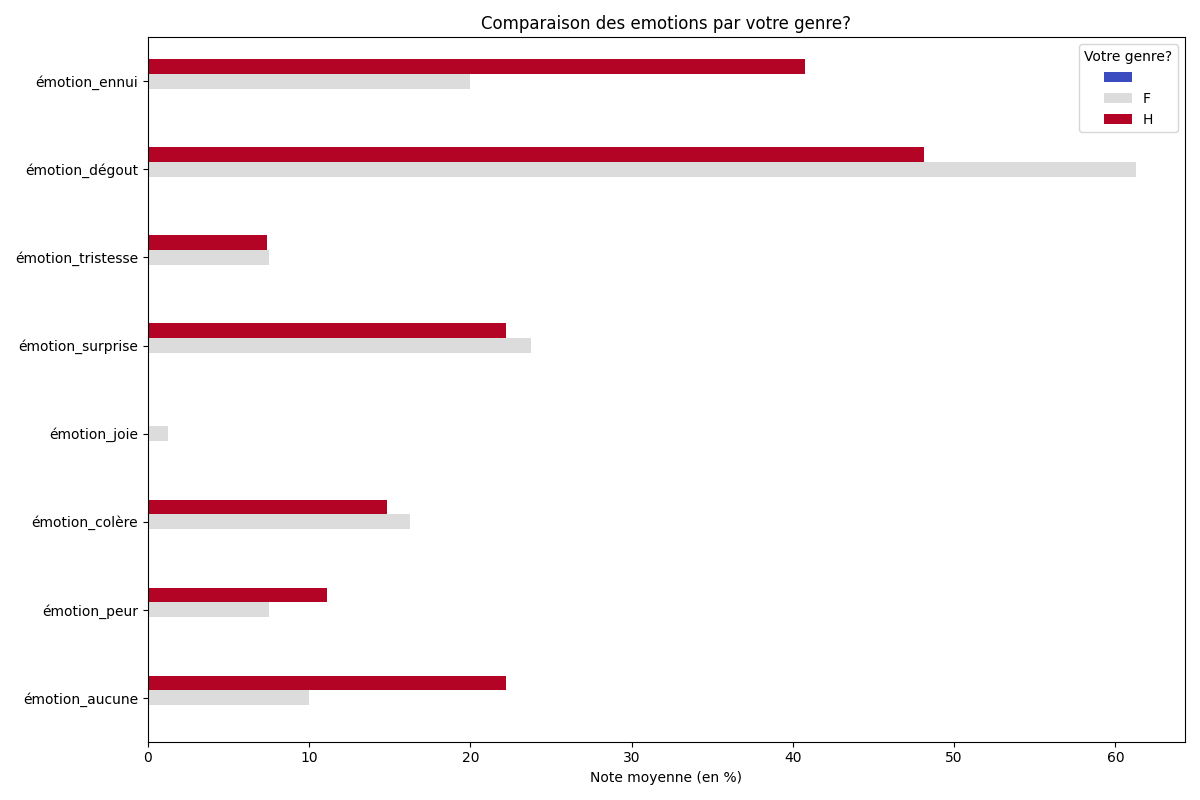 Comparaison des emotions par votre genre?
Votre genre?
F
H
émotion_ennui
émotion_dégout
émotion_tristesse
émotion_surprise
émotion_joie
émotion_colère
émotion_peur
émotion_aucune
0 10 20 30 40 50 60
Note moyenne (en %)